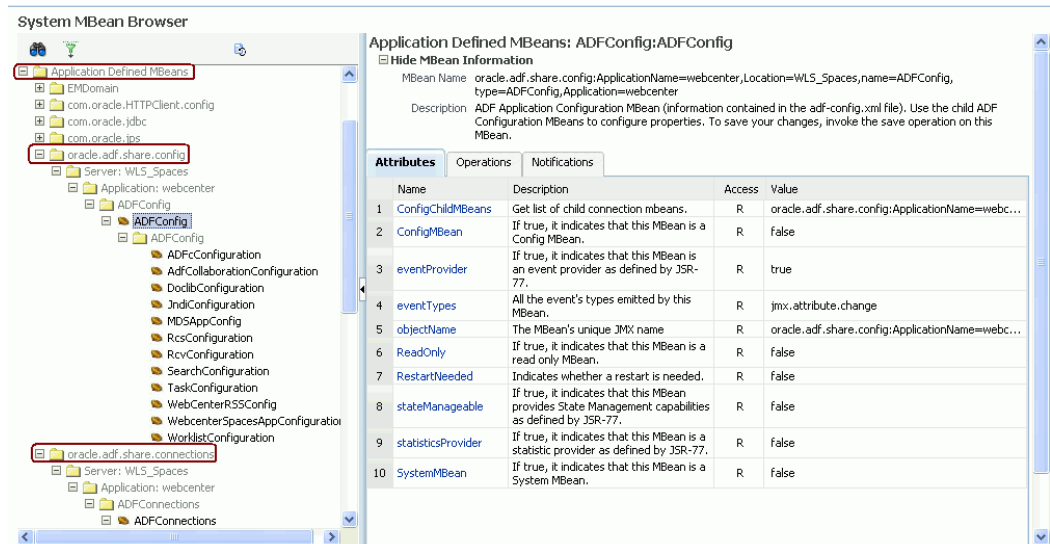 System MBean Browser
Application Defined MBeans
EMDomain
com.oracle.HTTPClient.config
com.oracle.jdbc
com.oracle.jps
oracle.adf.share.config
Server: WLS_Spaces
Application: webcenter
ADFConfig
ADFConfig
ADFConfig
ADFcConfiguration
AdfCollaborationConfiguration
DoclibConfiguration
JndiConfiguration
MDSAppConfig
RcsConfiguration
RcvConfiguration
SearchConfiguration
TaskConfiguration
WebCenterRSSConfig
WebcenterSpacesAppConfiguration
WorklistConfiguration
oracle.adf.share.connections
Server: WLS_Spaces
Application: webcenter
ADFConnections
ADFConnections
Application Defined MBeans: ADFConfig:ADFConfig
Hide MBean Information
MBean Name oracle.adf.share.config:ApplicationName=webcenter,Location=WLS_Spaces,name=ADFConfig,
type=ADFConfig,Application=webcenter
Description ADF Application Configuration MBean (information contained in the adf-config.xml file). Use the child ADF
Configuration MBeans to configure properties. To save your changes, invoke the save operation on this
MBean.
Attributes Operations Notifications
Name Description Access Value
1 ConfigChildMBeans Get list of child connection mbeans. R oracle.adf.share.config:ApplicationName=webc...
2 ConfigMBean If true, it indicates that this MBean is a R false
Config MBean.
3 eventProvider If true, it indicates that this MBean is R true
an event provider as defined by JSR-
77.
4 eventTypes All the event's types emitted by this R jmx.attribute.change
MBean.
5 objectName The MBean's unique JMX name R oracle.adf.share.config:ApplicationName=webc...
6 ReadOnly If true, it indicates that this MBean is a R false
read only MBean.
7 RestartNeeded Indicates whether a restart is needed. R false
8 stateManageable If true, it indicates that this MBean R false
provides State Management capabilities
as defined by JSR-77.
9 statisticsProvider If true, it indicates that this MBean is a R false
statistic provider as defined by JSR-77.
10 SystemMBean If true, it indicates that this MBean is a R false
System MBean.